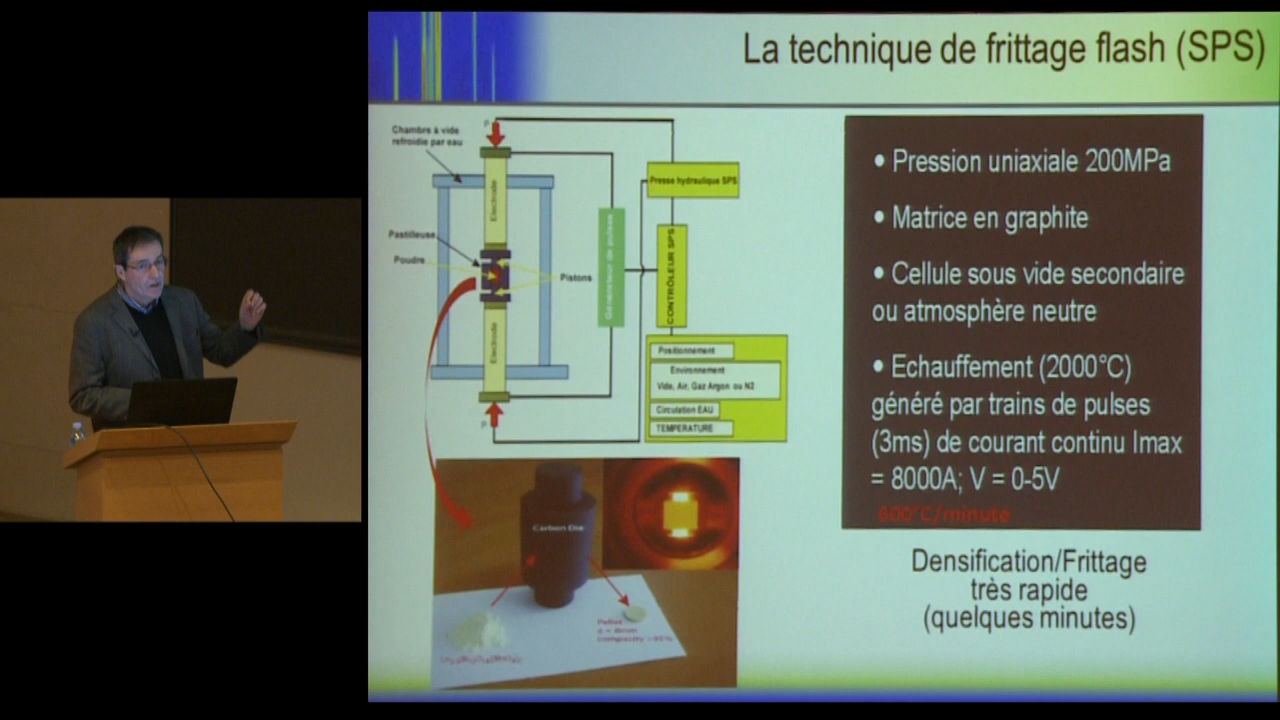 La technique de frittage flash (SPS)
Chambre à vide
refroidie par eau
P
Electrode
Presse hydraulique SPS
Générateur de pulses
CONTRÔLEUR SPS
Pastilleuse
Poudre
Pistons
Electrode
P
Positionnement
Environnement
Vide, Air, Gaz Argon ou N2
Circulation EAU
TEMPERATURE
Carbon Die
Pellet
• Pression uniaxiale 200MPa
• Matrice en graphite
• Cellule sous vide secondaire
ou atmosphère neutre
• Echauffement (2000°C)
généré par trains de pulses
(3ms) de courant continu Imax
= 8000A; V = 0-5V
600°C/minute
Densification/Frittage
très rapide
(quelques minutes)